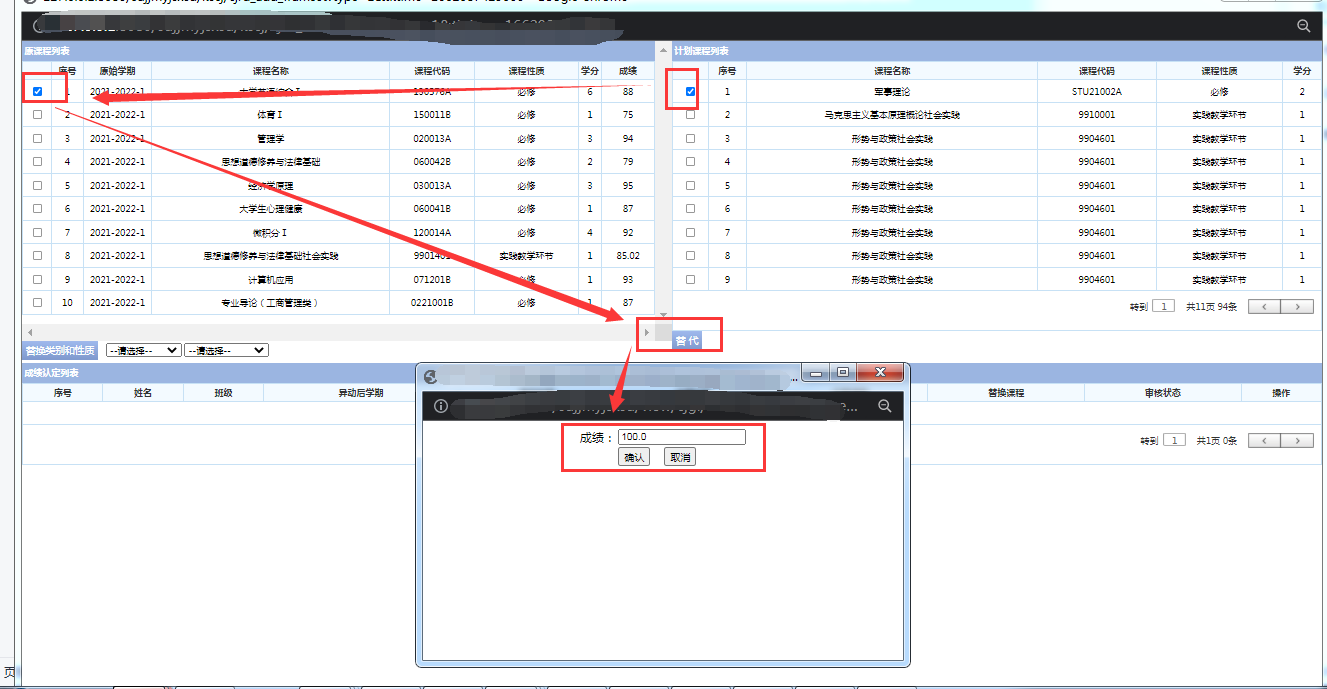 原课程列表
序号 原始学期 课程名称 课程代码 课程性质 学分 成绩
1 2021-2022-1 必修 6 88
2 2021-2022-1 体育Ⅰ 150011B 必修 1 75
3 2021-2022-1 管理学 020013A 必修 3 94
4 2021-2022-1 思想道德修养与法律基础 060042B 必修 2 79
5 2021-2022-1 经济学原理 030013A 必修 3 95
6 2021-2022-1 大学生心理健康 060041B 必修 1 87
7 2021-2022-1 微积分Ⅰ 120014A 必修 4 92
8 2021-2022-1 思想道德修养与法律基础社会实践 实践教学环节 1 85.02
9 2021-2022-1 计算机应用 071201B 必修 1 93
10 2021-2022-1 专业导论（工商管理类） 0221001B 必修 1 87
计划课程列表
序号 课程名称 课程代码 课程性质 学分
1 军事理论 STU21002A 必修 2
2 马克思主义基本原理概论社会实践 9910001 实践教学环节 1
3 形势与政策社会实践 9904601 实践教学环节 1
4 形势与政策社会实践 9904601 实践教学环节 1
5 形势与政策社会实践 9904601 实践教学环节 1
6 形势与政策社会实践 9904601 实践教学环节 1
7 形势与政策社会实践 9904601 实践教学环节 1
8 形势与政策社会实践 9904601 实践教学环节 1
9 形势与政策社会实践 9904601 实践教学环节 1
转到 1 共11页 94条 < >
替代
替换类别和性质 --请选择-- --请选择--
成绩认定列表
序号 姓名 班级 异动后学期 替换课程 审核状态 操作
转到 1 共1页 0条 < >
成绩：100.0
确认 取消
页